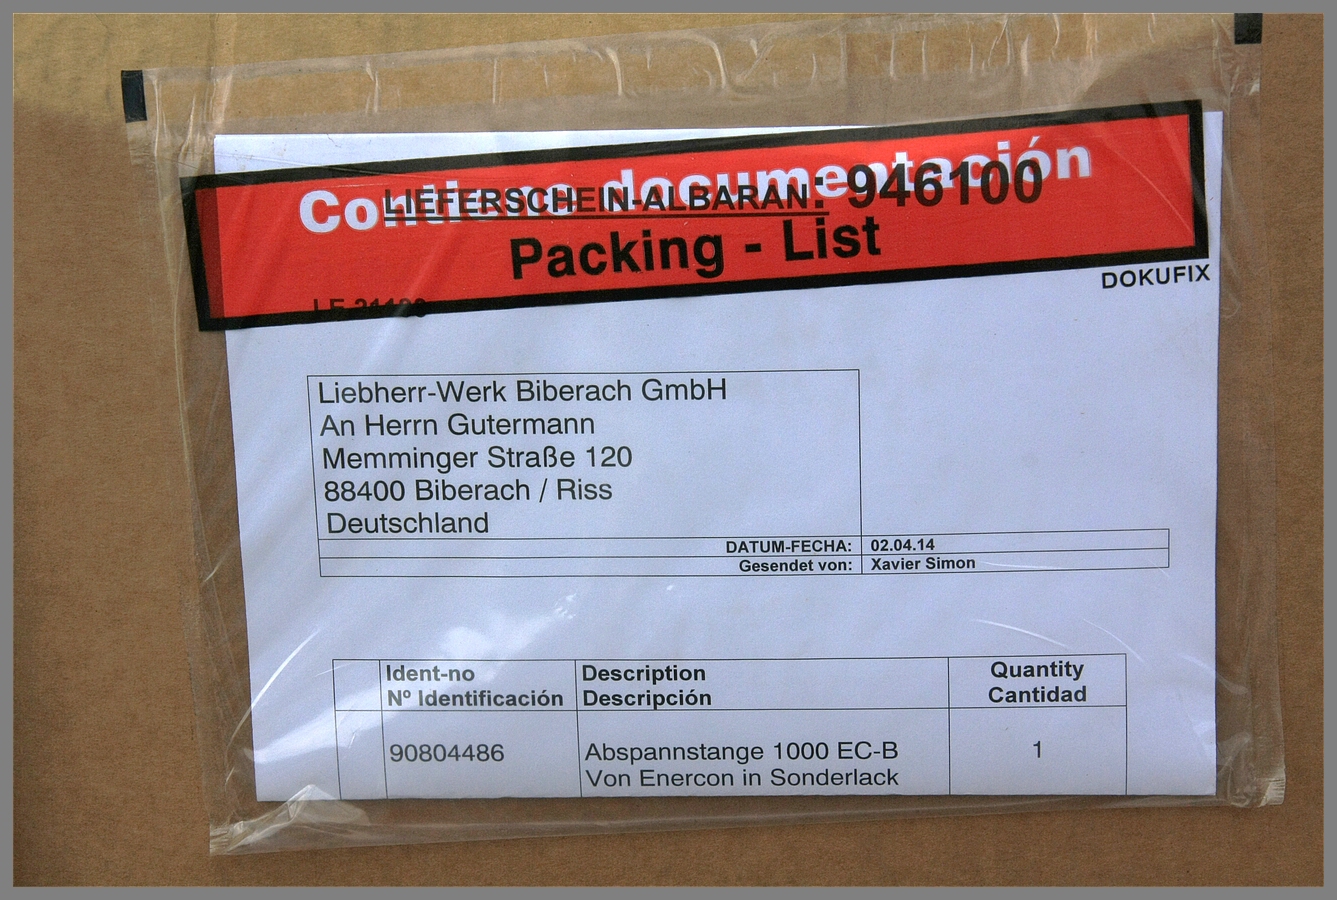 Contiene documentación
LIEFERSCHEIN-ALBARAN: 946100
Packing - List
DOKUFIX
Liebherr-Werk Biberach GmbH
An Herrn Gutermann
Memminger Straße 120
88400 Biberach / Riss
Deutschland
DATUM-FECHA: 02.04.14
Gesendet von: Xavier Simon
Ident-no Description Quantity
Nº Identificación Descripción Cantidad
90804486 Abspannstange 1000 EC-B 1
Von Enercon in Sonderlack